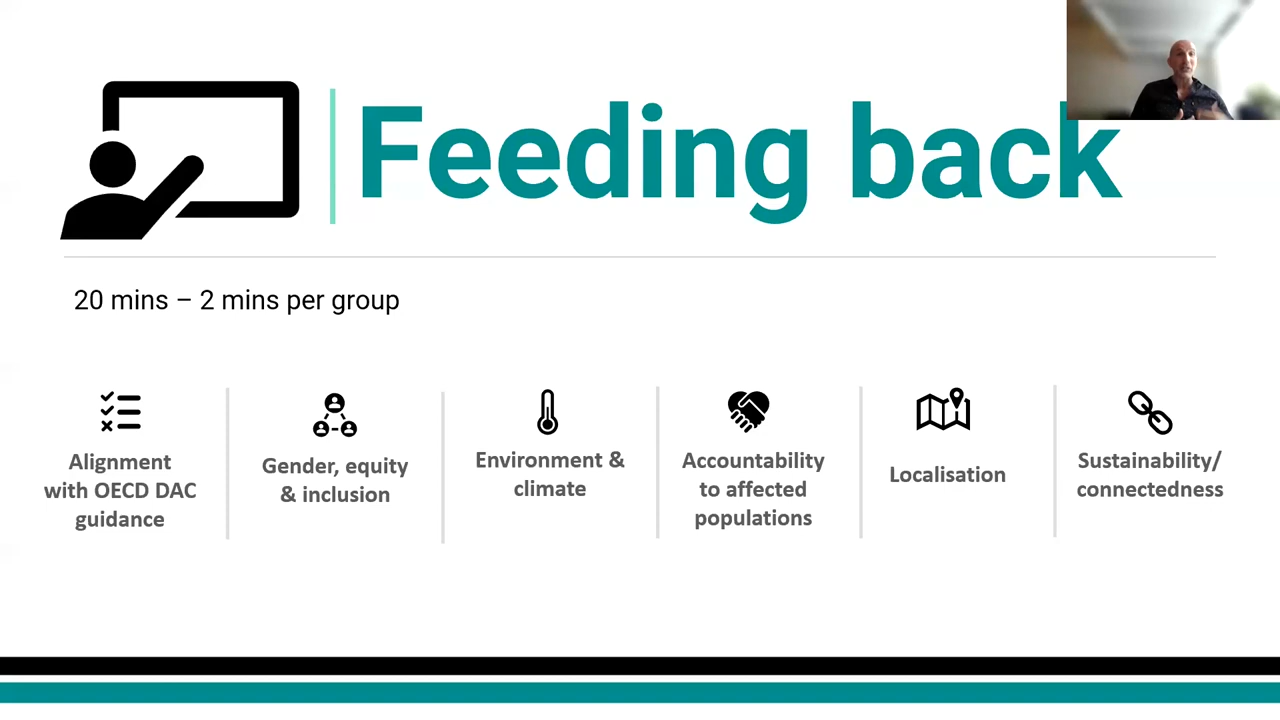 Feeding back
20 mins – 2 mins per group
Alignment
with OECD DAC
guidance
Gender, equity
& inclusion
Environment &
climate
Accountability
to affected
populations
Localisation
Sustainability/
connectedness